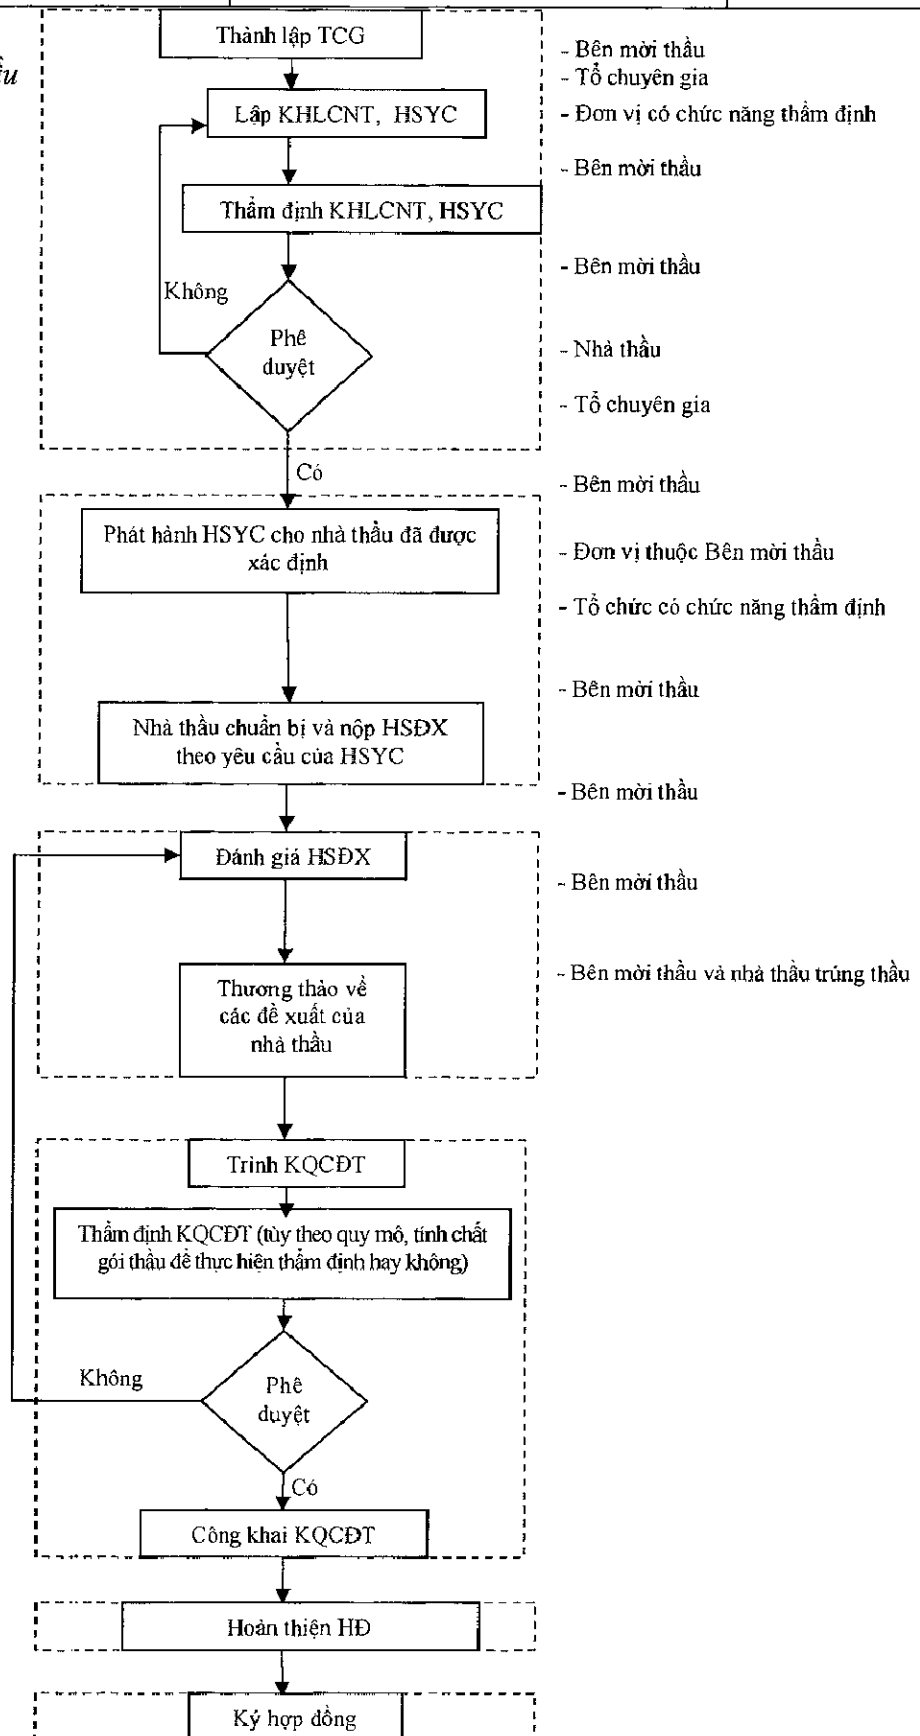 Thành lập TCG
Lập KHLCNT, HSYC
Thẩm định KHLCNT, HSYC
Không
Phê
duyệt
Có
Phát hành HSYC cho nhà thầu đã được
xác định
Nhà thầu chuẩn bị và nộp HSĐX
theo yêu cầu của HSYC
Đánh giá HSĐX
Thương thảo về
các đề xuất của
nhà thầu
Trình KQCĐT
Thẩm định KQCĐT (tùy theo quy mô, tính chất
gói thầu để thực hiện thẩm định hay không)
Không
Phê
duyệt
Có
Công khai KQCĐT
Hoàn thiện HĐ
Ký hợp đồng
- Bên mời thầu
- Tổ chuyên gia
- Đơn vị có chức năng thẩm định
- Bên mời thầu
- Bên mời thầu
- Nhà thầu
- Tổ chuyên gia
- Bên mời thầu
- Đơn vị thuộc Bên mời thầu
- Tổ chức có chức năng thẩm định
- Bên mời thầu
- Bên mời thầu
- Bên mời thầu
- Bên mời thầu và nhà thầu trúng thầu